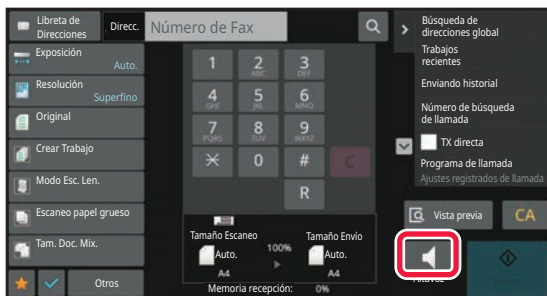 Libreta de
Direcciones
Direcc.
Número de Fax
Búsqueda de
direcciones global
Exposición
Auto.
Trabajos
recientes
Resolución
Superfino
Enviando historial
Original
Número de búsqueda
de llamada
Crear Trabajo
TX directa
Modo Esc. Len.
Programa de llamada
Ajustes registrados de llamada
Escaneo papel grueso
Tam. Doc. Mix.
Otros
1
2
ABC
3
DEF
4
GHI
5
JKL
6
MNO
7
PQRS
8
TUV
9
WXYZ
0
#
C
R
Tamaño Escaneo
Auto.
A4
100%
Tamaño Envío
Auto.
A4
Memoria recepción: 0%
Vista previa
CA
Altavoz